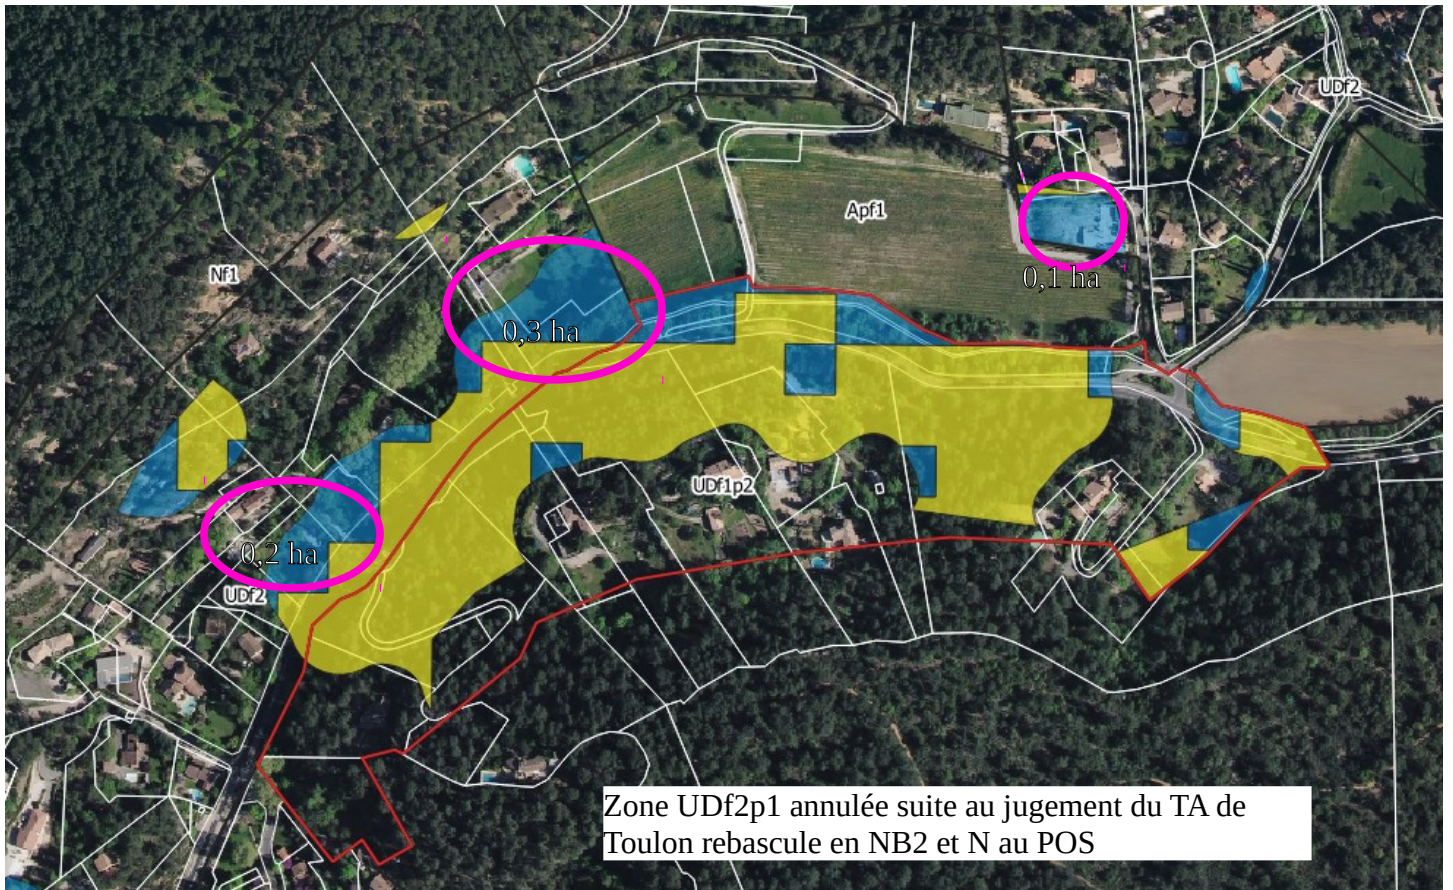 UDf2
Apf1
Nf1
0,1 ha
0,3 ha
UDf1p2
0,2 ha
UDf2
Zone UDf2p1 annulée suite au jugement du TA de
Toulon rebascule en NB2 et N au POS